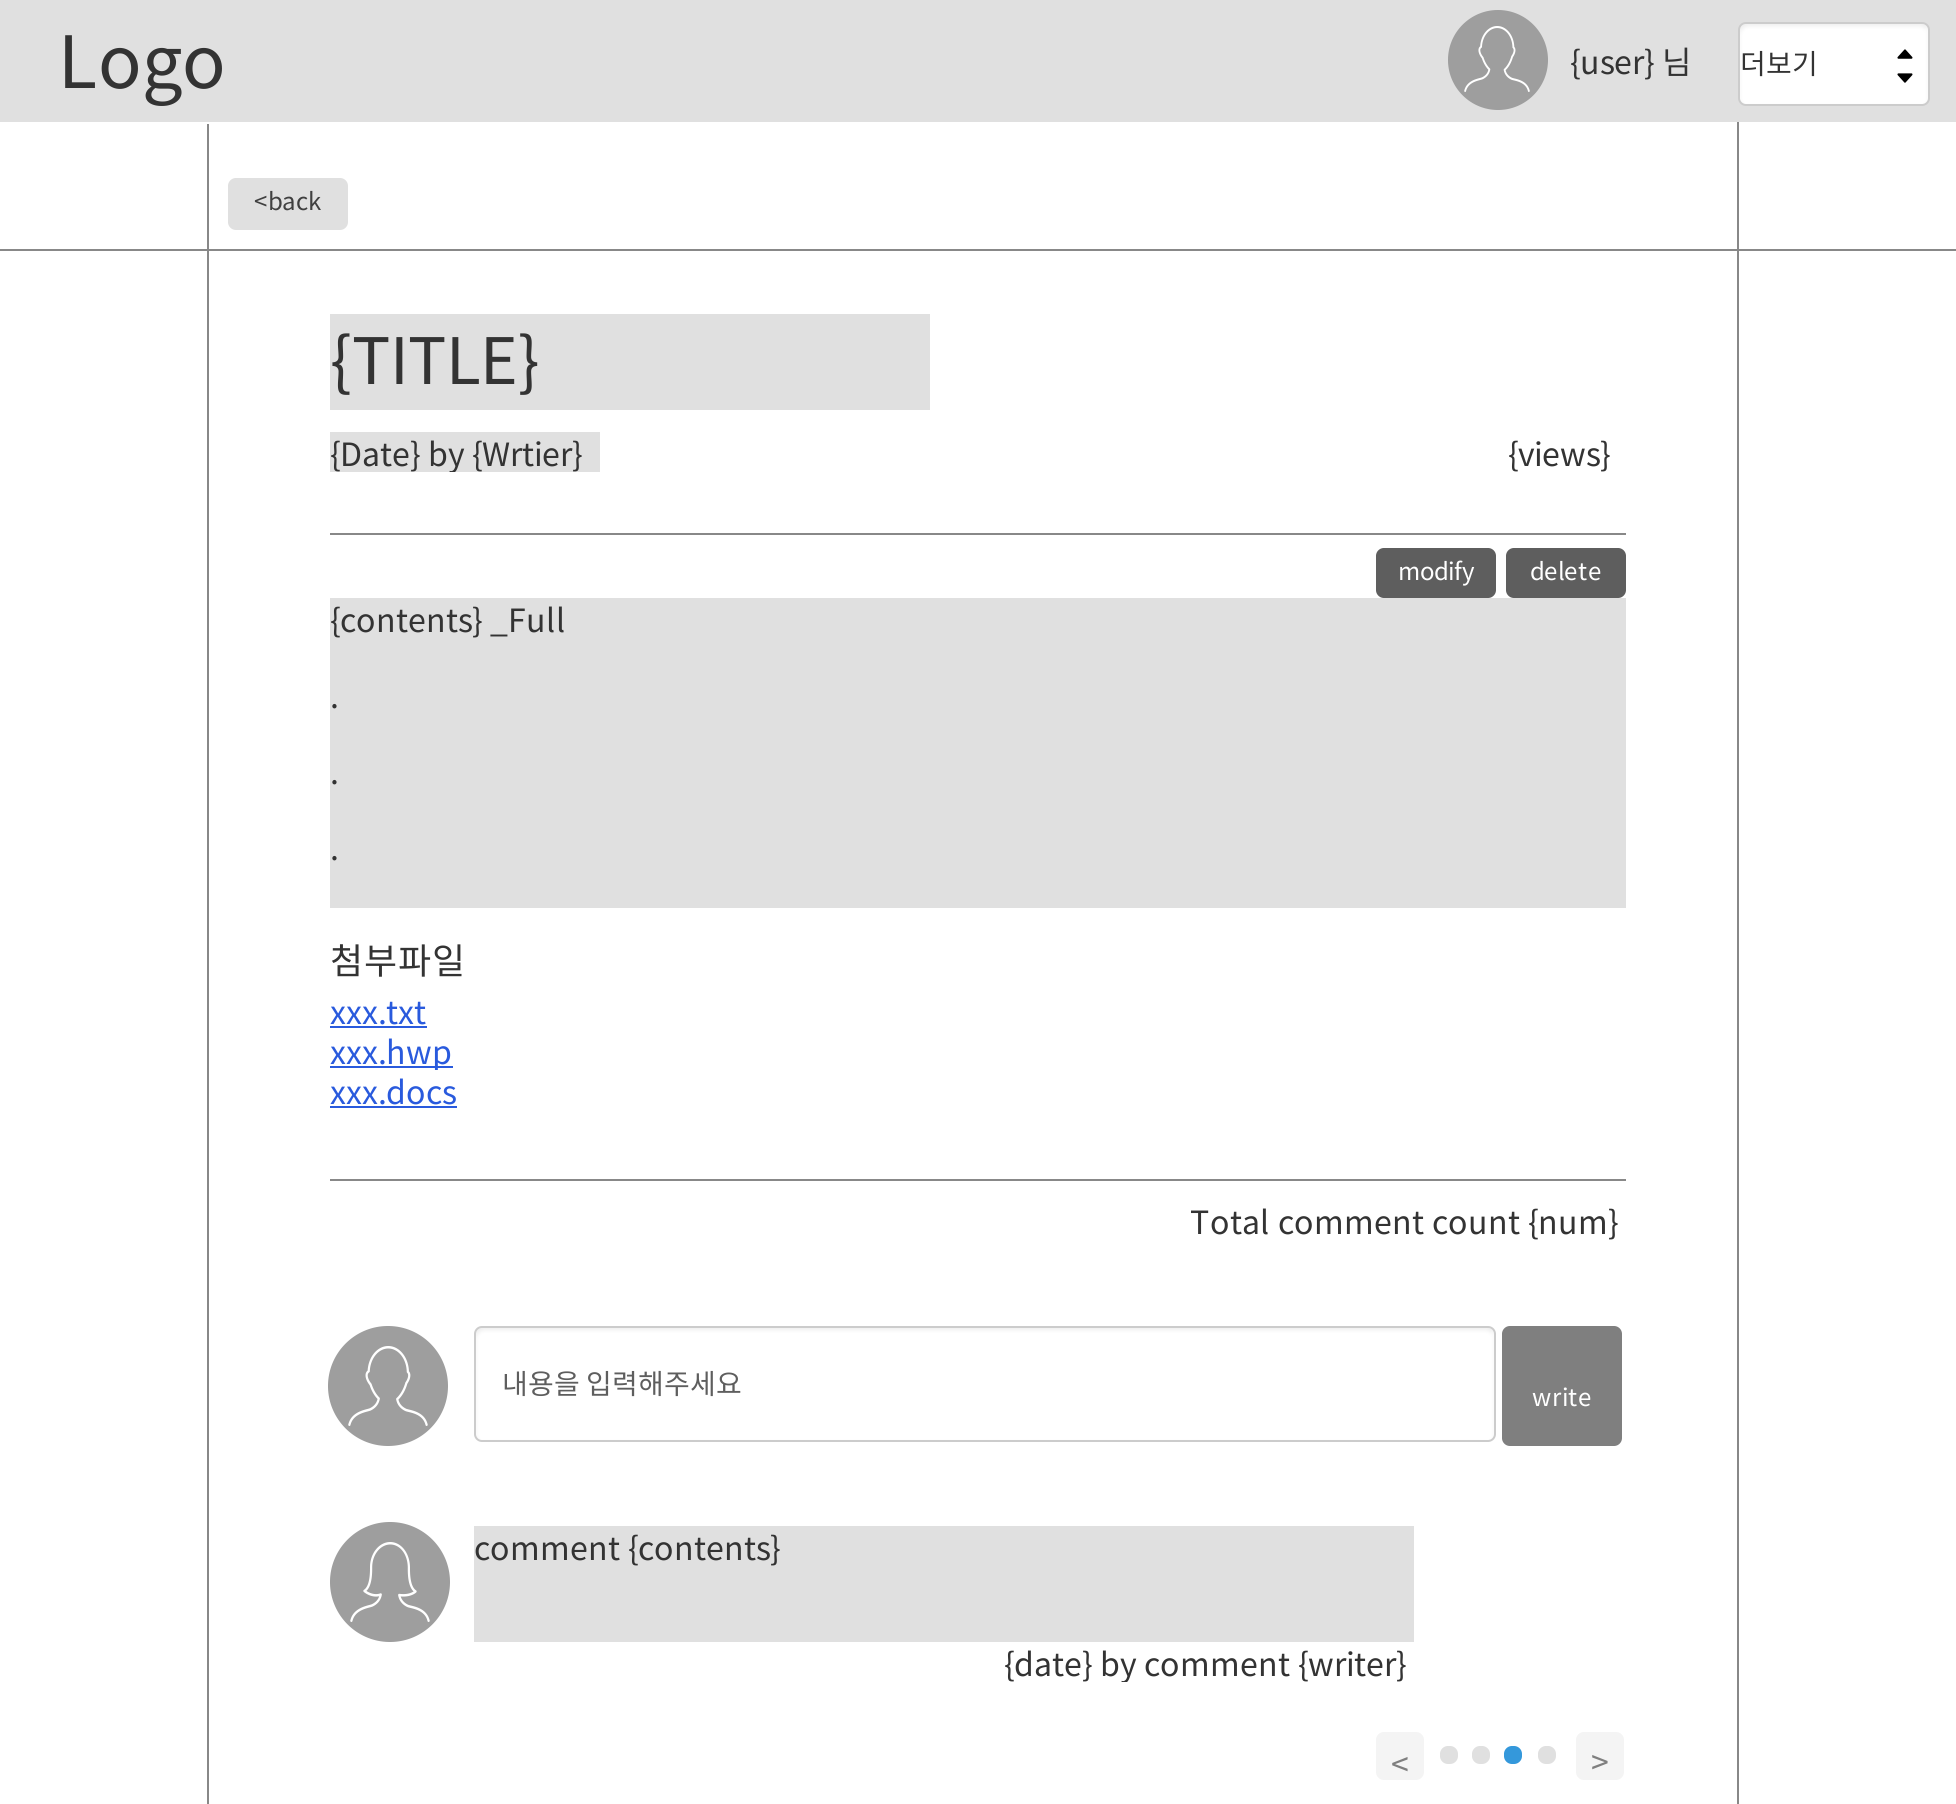 Logo
{user} 님
더보기
<back
{TITLE}
{Date} by {Wrtier}
{views}
modify
delete
{contents} _Full
.
.
.
첨부파일
xxx.txt
xxx.hwp
xxx.docs
Total comment count {num}
내용을 입력해주세요
write
comment {contents}
{date} by comment {writer}
<
>